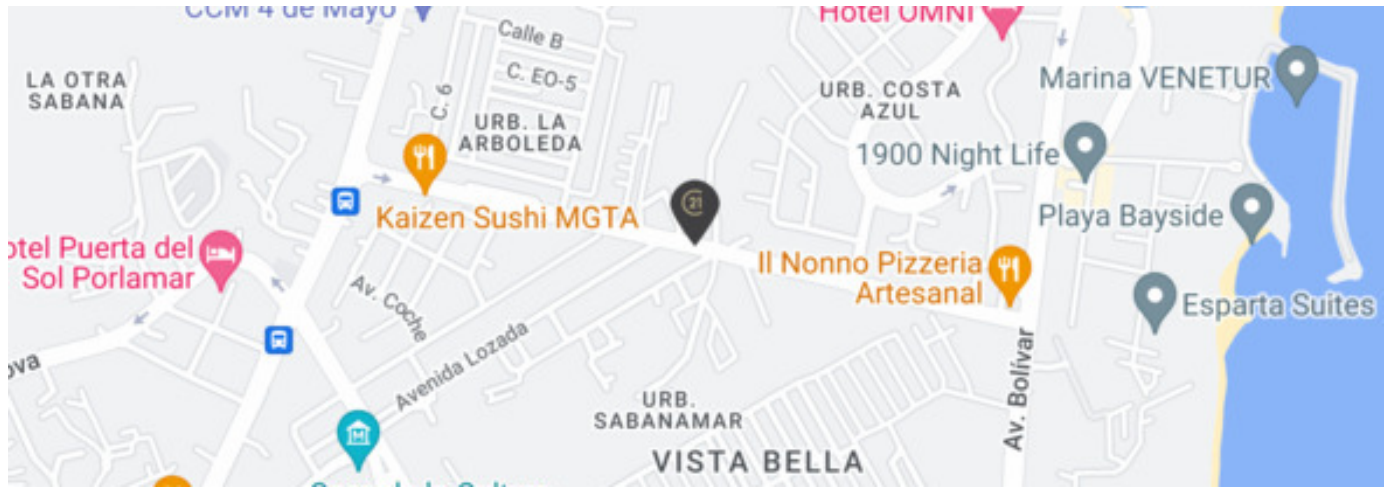 CCM 4 de Mayo
Hotel OMNI
Calle B
LA OTRA
SABANA
C. EO-5
Marina VENETUR
C. 6
URB. COSTA
AZUL
URB. LA
ARBOLEDA
1900 Night Life
21
Kaizen Sushi MGTA
Playa Bayside
otel Puerta del
Sol Porlamar
Il Nonno Pizzeria
Artesanal
Av. Coche
Esparta Suites
Avenida Lozada
Av. Bolívar
ova
URB.
SABANAMAR
VISTA BELLA